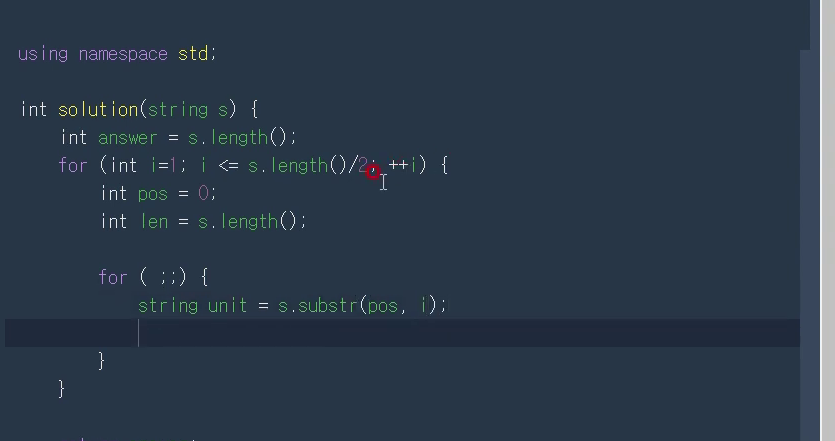 using namespace std;
int solution(string s) {
int answer = s.length();
for (int i=1; i <= s.length()/2; ++i) {
int pos = 0;
int len = s.length();
for ( ;;) {
string unit = s.substr(pos, i);
}
}